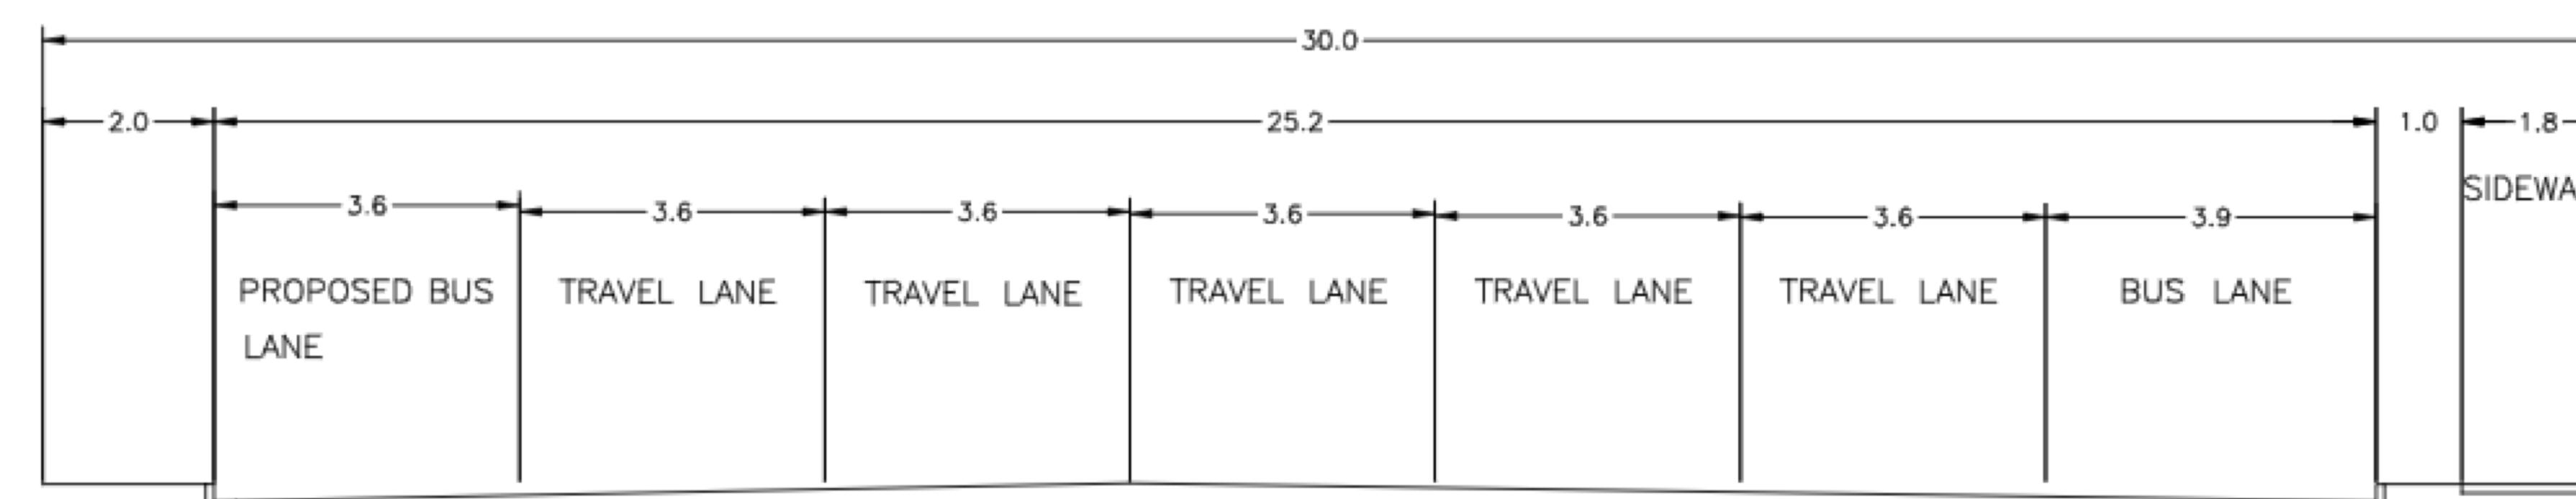 30.0
2.0 25.2 1.0 1.8
SIDEWA
3.6 3.6 3.6 3.6 3.6 3.6 3.9
PROPOSED BUS TRAVEL LANE TRAVEL LANE TRAVEL LANE TRAVEL LANE TRAVEL LANE BUS LANE
LANE